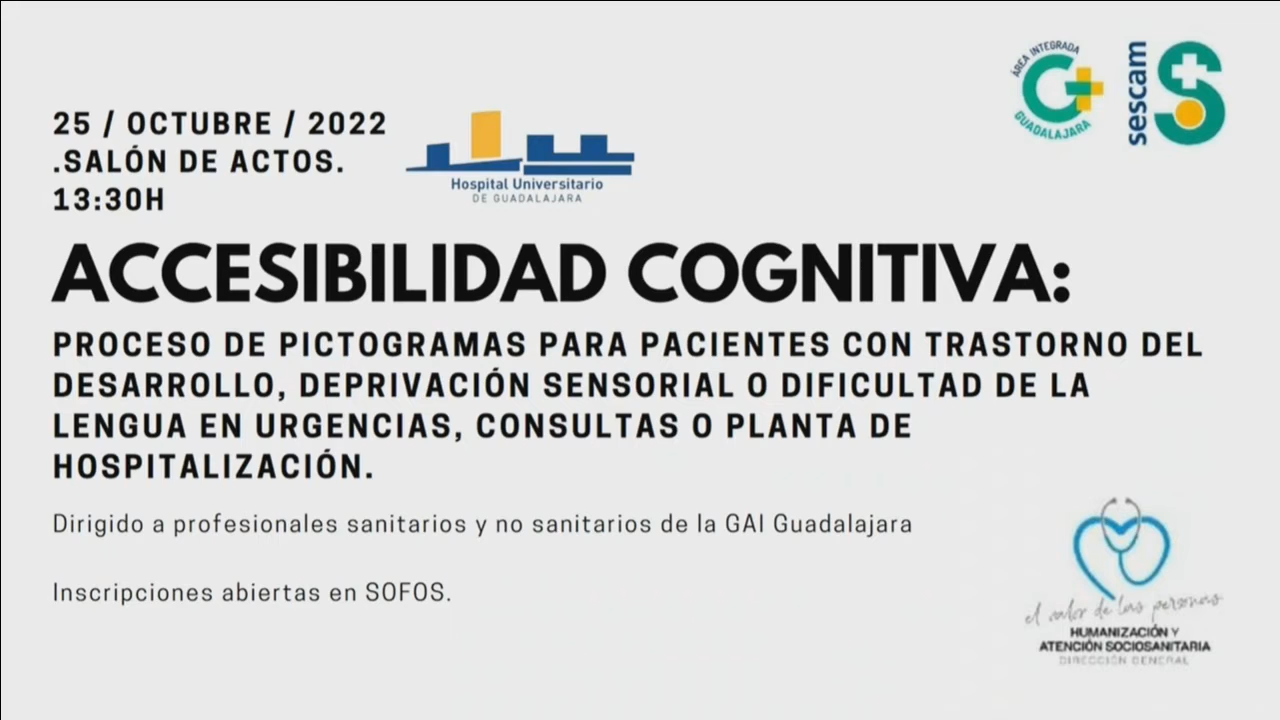 25 / OCTUBRE / 2022
.SALÓN DE ACTOS.
13:30H
Hospital Universitario
DE GUADALAJARA
ÁREA INTEGRADA
GUADALAJARA
sescam
ACCESIBILIDAD COGNITIVA:
PROCESO DE PICTOGRAMAS PARA PACIENTES CON TRASTORNO DEL
DESARROLLO, DEPRIVACIÓN SENSORIAL O DIFICULTAD DE LA
LENGUA EN URGENCIAS, CONSULTAS O PLANTA DE
HOSPITALIZACIÓN.
Dirigido a profesionales sanitarios y no sanitarios de la GAI Guadalajara
Inscripciones abiertas en SOFOS.
el valor de las personas
HUMANIZACIÓN Y
ATENCIÓN SOCIOSANITARIA
DIRECCIÓN GENERAL